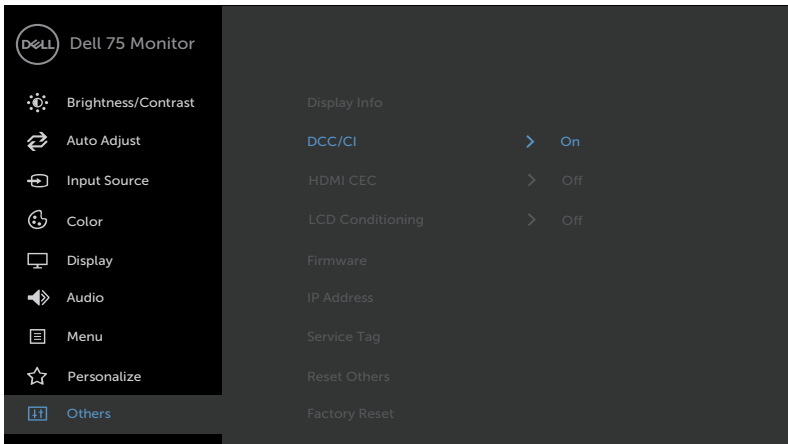 DELL Dell 75 Monitor
Brightness/Contrast
Display Info
Auto Adjust
DCC/CI
On
Input Source
HDMI CEC
Off
Color
LCD Conditioning
Off
Display
Firmware
Audio
IP Address
Menu
Service Tag
Personalize
Reset Others
Others
Factory Reset